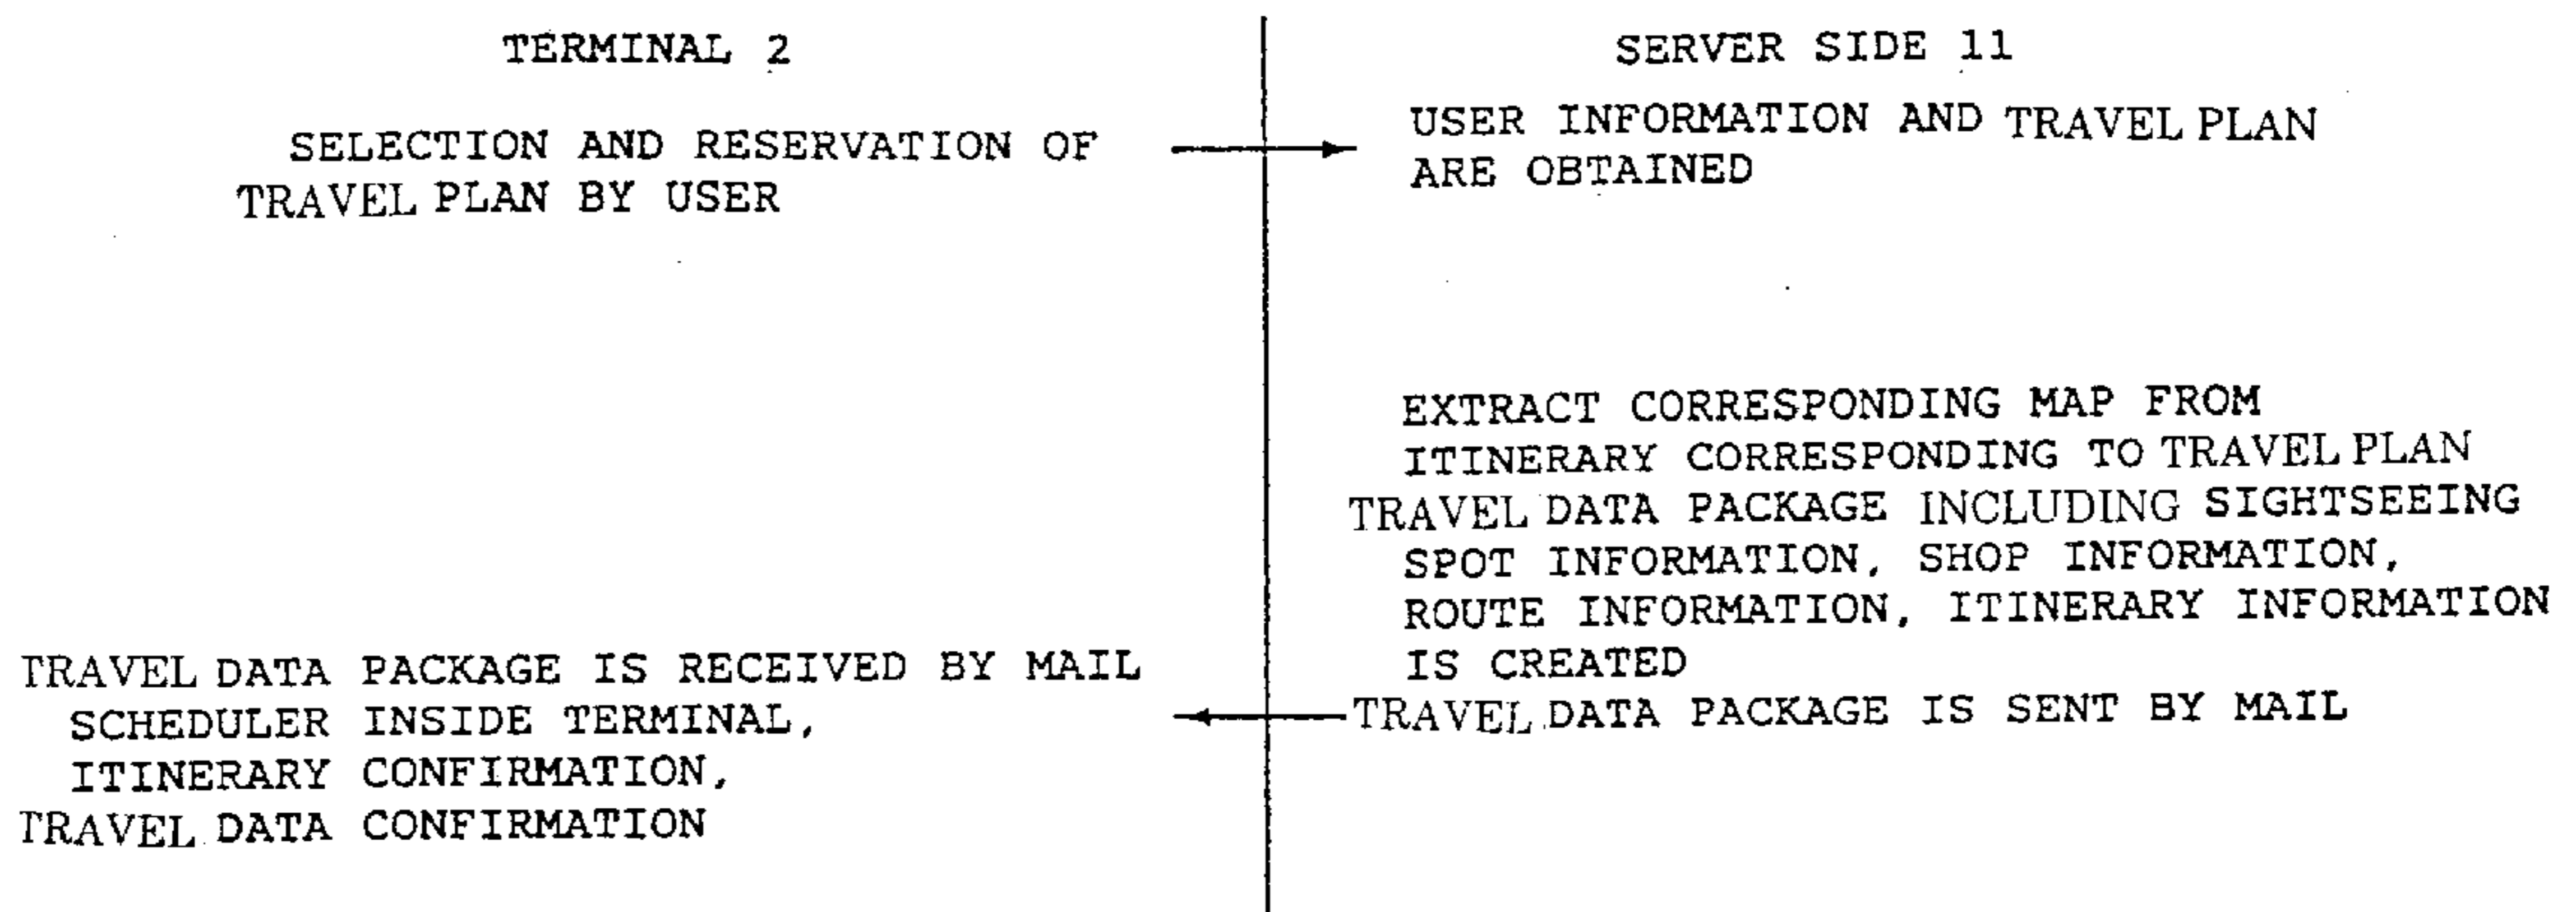 TERMINAL 2
SELECTION AND RESERVATION OF
TRAVEL PLAN BY USER
SERVER SIDE 11
USER INFORMATION AND TRAVEL PLAN
ARE OBTAINED
EXTRACT CORRESPONDING MAP FROM
ITINERARY CORRESPONDING TO TRAVEL PLAN
TRAVEL DATA PACKAGE INCLUDING SIGHTSEEING
SPOT INFORMATION, SHOP INFORMATION,
ROUTE INFORMATION, ITINERARY INFORMATION
IS CREATED
TRAVEL DATA PACKAGE IS SENT BY MAIL
TRAVEL DATA PACKAGE IS RECEIVED BY MAIL
SCHEDULER INSIDE TERMINAL,
ITINERARY CONFIRMATION,
TRAVEL DATA CONFIRMATION